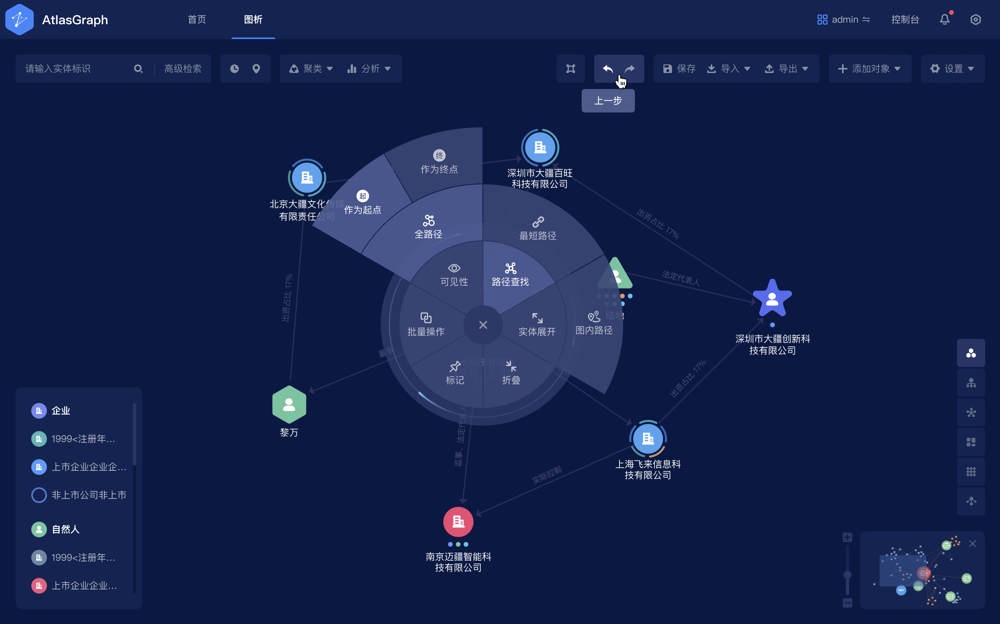 AtlasGraph
首页
图析
admin
控制台
请输入实体标识
高级检索
聚类
分析
保存
导入
导出
添加对象
设置
上一步
终
作为终点
深圳市大疆百旺
科技有限公司
起
作为起点
北京大疆文化传媒
有限责任公司
出资占比 17%
全路径
最短路径
可见性
路径查找
法定代表人
陆地
出资占比 17%
批量操作
实体展开
图内路径
深圳市大疆创新科
技有限公司
董事
标记
折叠
出资占比 17%
黎万
监事、法定代表人
上海飞来信息科
技有限公司
实际控制
南京迈疆智能科
技有限公司
企业
1999<注册年...
上市企业企业企...
非上市公司非上市
自然人
1999<注册年...
上市企业企业...